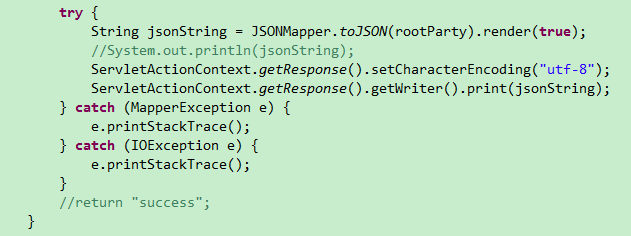 try {
String jsonString = JSONMapper.toJSON(rootParty).render(true);
//System.out.println(jsonString);
ServletActionContext.getResponse().setCharacterEncoding("utf-8");
ServletActionContext.getResponse().getWriter().print(jsonString);
} catch (MapperException e) {
e.printStackTrace();
} catch (IOException e) {
e.printStackTrace();
}
//return "success";
}